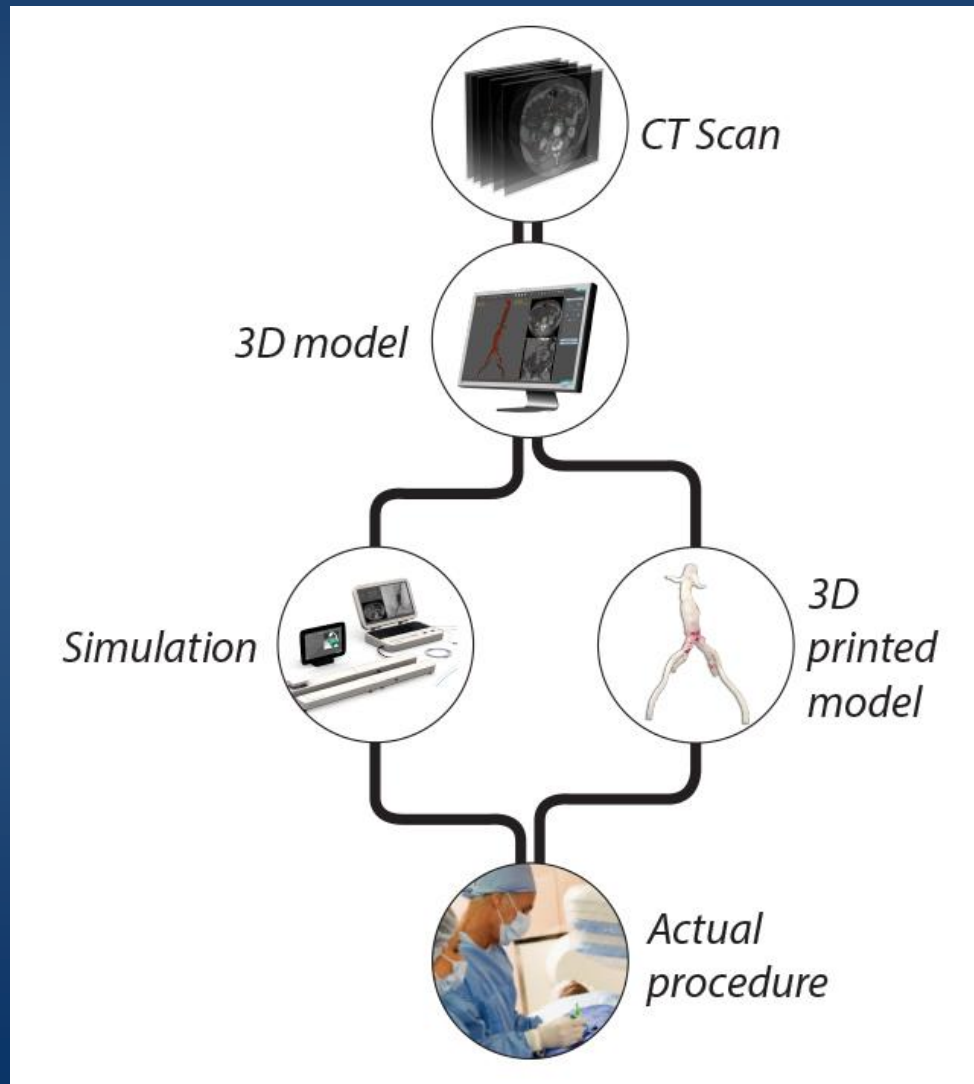 CT Scan
3D model
Simulation
3D
printed
model
Actual
procedure